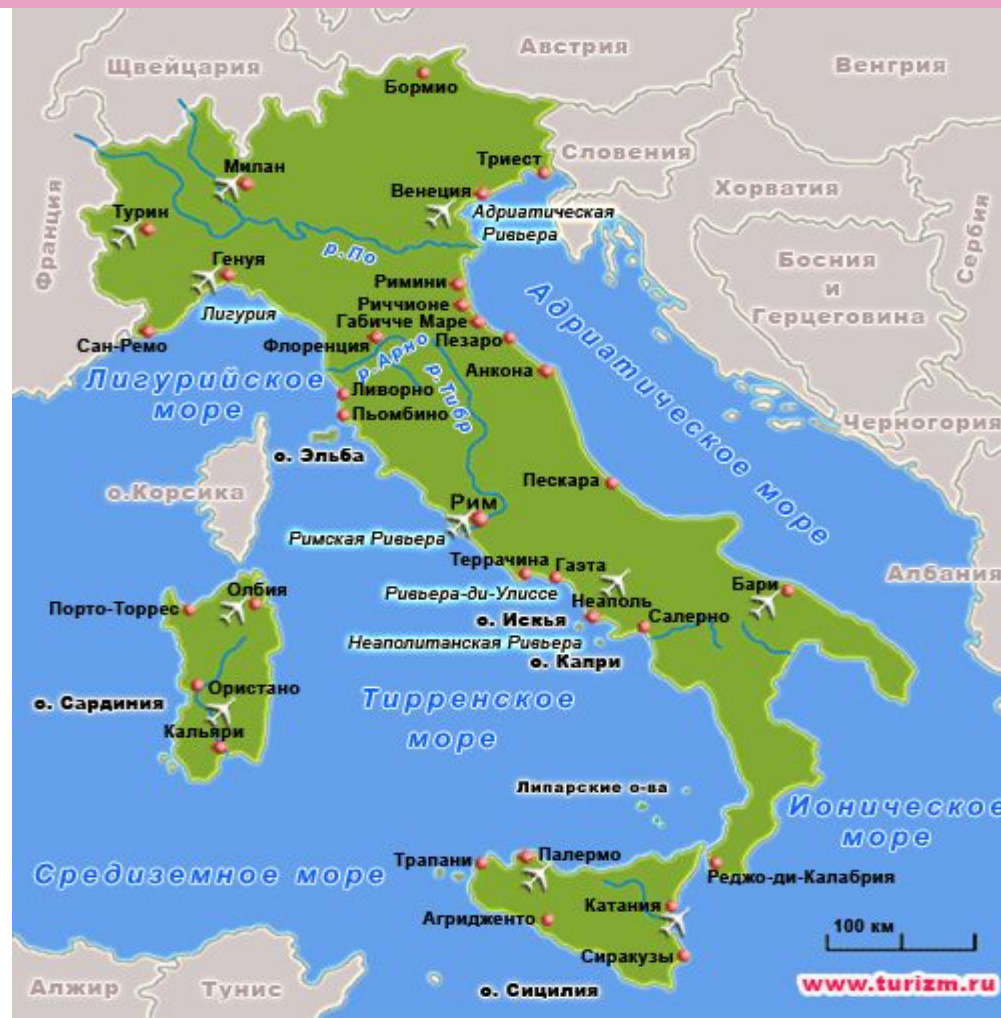 Австрия
Щвейцария
Венгрия
Бормио
Словения
Триест
Милан
Хорватия
Венеция
Франция
Турин
Адриатическая
Ривьера
Сербия
р.По
Генуя
Босния
и
Герцеговина
Римини
Риччионе
Лигурия
Габичче Маре
Адриатическое море
Сан-Ремо
Флоренция
Пезаро
р.Арно
Лигурийское
море
Анкона
р.Тибр
Ливорно
Пьомбино
Черногория
о. Эльба
Пескара
о.Корсика
Рим
Римская Ривьера
Террачина
Гаэта
Албания
Олбия
Бари
Порто-Торрес
Ривьера-ди-Улиссе
Неаполь
о. Искья
Салерно
Неаполитанская Ривьера
о. Капри
Ористано
о. Сардиния
Тирренское
море
Кальяри
Липарские о-ва
Ионическое
море
Трапани
Палермо
Средиземное море
Реджо-ди-Калабрия
Катания
Агридженто
100 км
Сиракузы
Алжир
Тунис
о. Сицилия
www.turizm.ru